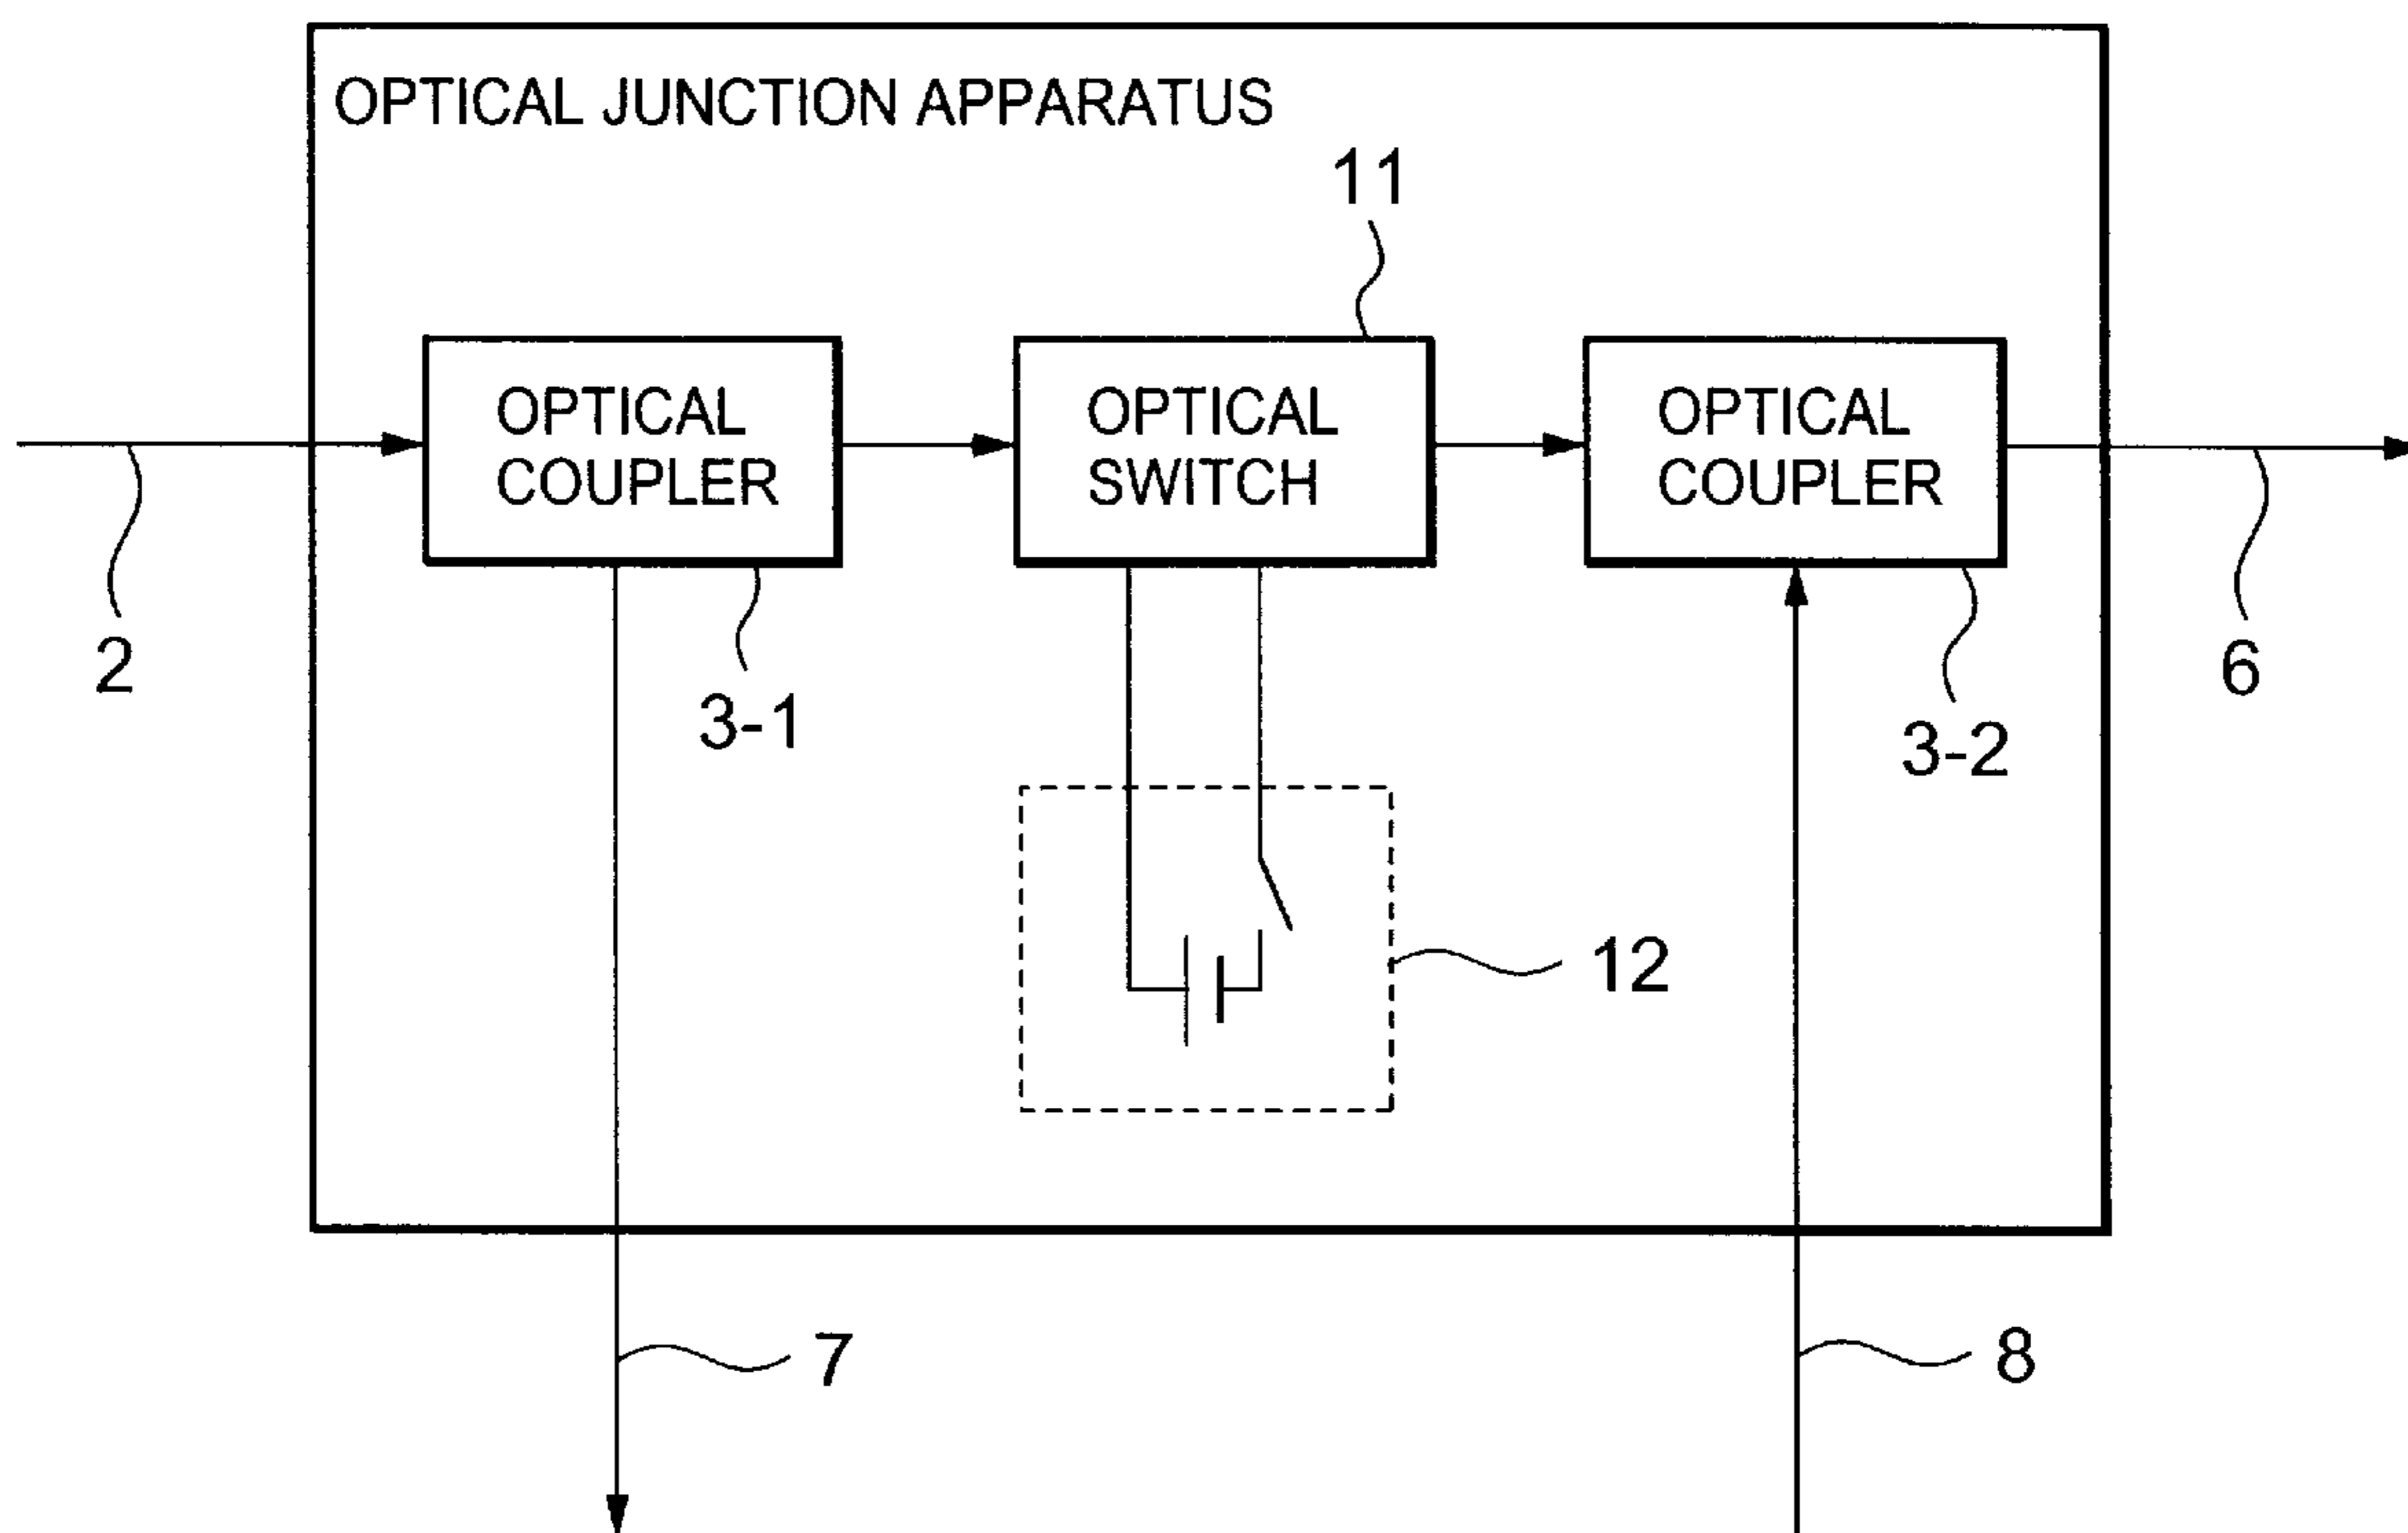 OPTICAL JUNCTION APPARATUS
11
OPTICAL
COUPLER
OPTICAL
SWITCH
OPTICAL
COUPLER
2
3-1
3-2
6
12
7
8